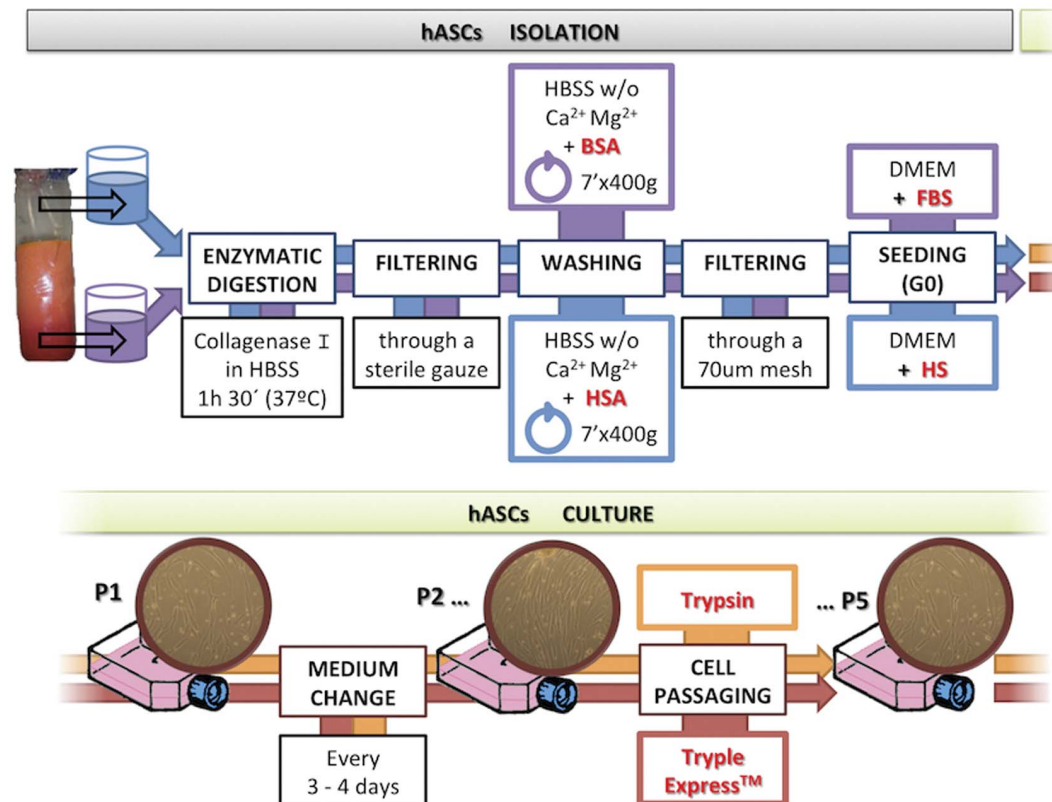 hASCs ISOLATION
HBSS w/o
Ca²⁺ Mg²⁺
+ BSA
7’x400g
DMEM
+ FBS
ENZYMATIC
DIGESTION
FILTERING
WASHING
FILTERING
SEEDING
(G0)
Collagenase I
in HBSS
1h 30´ (37ºC)
through a
sterile gauze
HBSS w/o
Ca²⁺ Mg²⁺
+ HSA
7’x400g
through a
70um mesh
DMEM
+ HS
hASCs CULTURE
P1
P2 ...
... P5
Trypsin
MEDIUM
CHANGE
CELL
PASSAGING
Every
3 - 4 days
Tryple
Express™